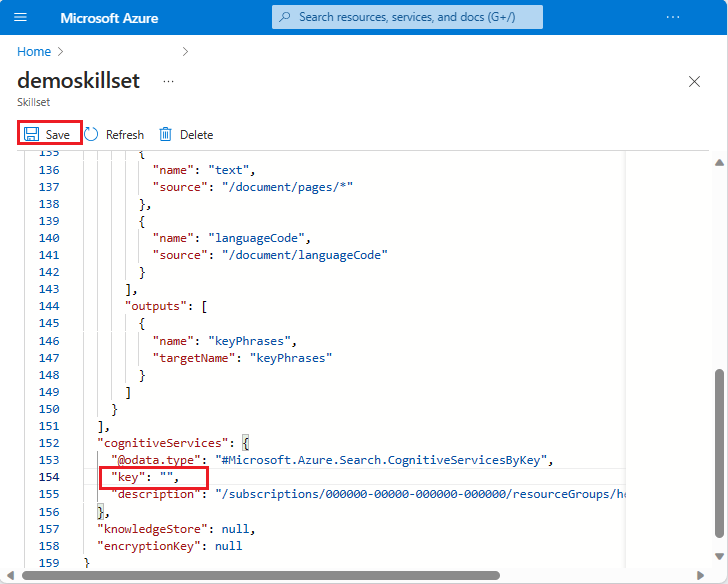 Microsoft Azure
Search resources, services, and docs (G+/)
...
Home > >
demoskillset ...
Skillset
Save Refresh Delete
135 {
136 "name": "text",
137 "source": "/document/pages/*"
138 },
139 {
140 "name": "languageCode",
141 "source": "/document/languageCode"
142 }
143 ],
144 "outputs": [
145 {
146 "name": "keyPhrases",
147 "targetName": "keyPhrases"
148 }
149 ]
150 }
151 ],
152 "cognitiveServices": {
153 "@odata.type": "#Microsoft.Azure.Search.CognitiveServicesByKey",
154 "key": "",
155 "description": "/subscriptions/000000-00000-000000-000000/resourceGroups/h
156 },
157 "knowledgeStore": null,
158 "encryptionKey": null
159 }